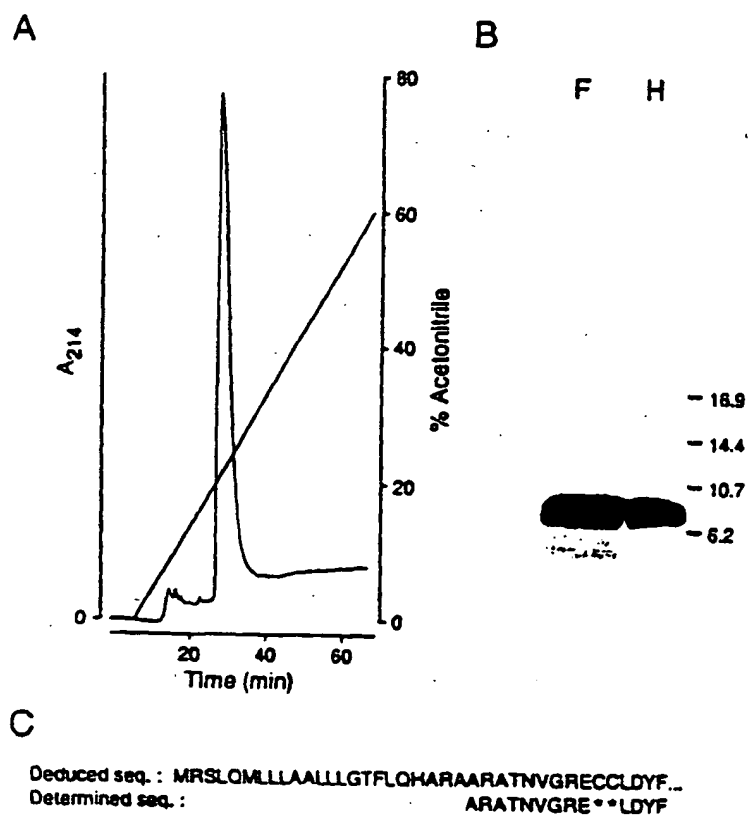 A
B
80
60
40
20
0
% Acetonitrile
A214
0
20 40 60
Time (min)
F H
16.9
14.4
10.7
6.2
C
Deduced seq. : MRSLQMLLLAALLLGTFLQHARAARATNVGRECCLDYF...
Determined seq. : ARATNVGRE**LDYF